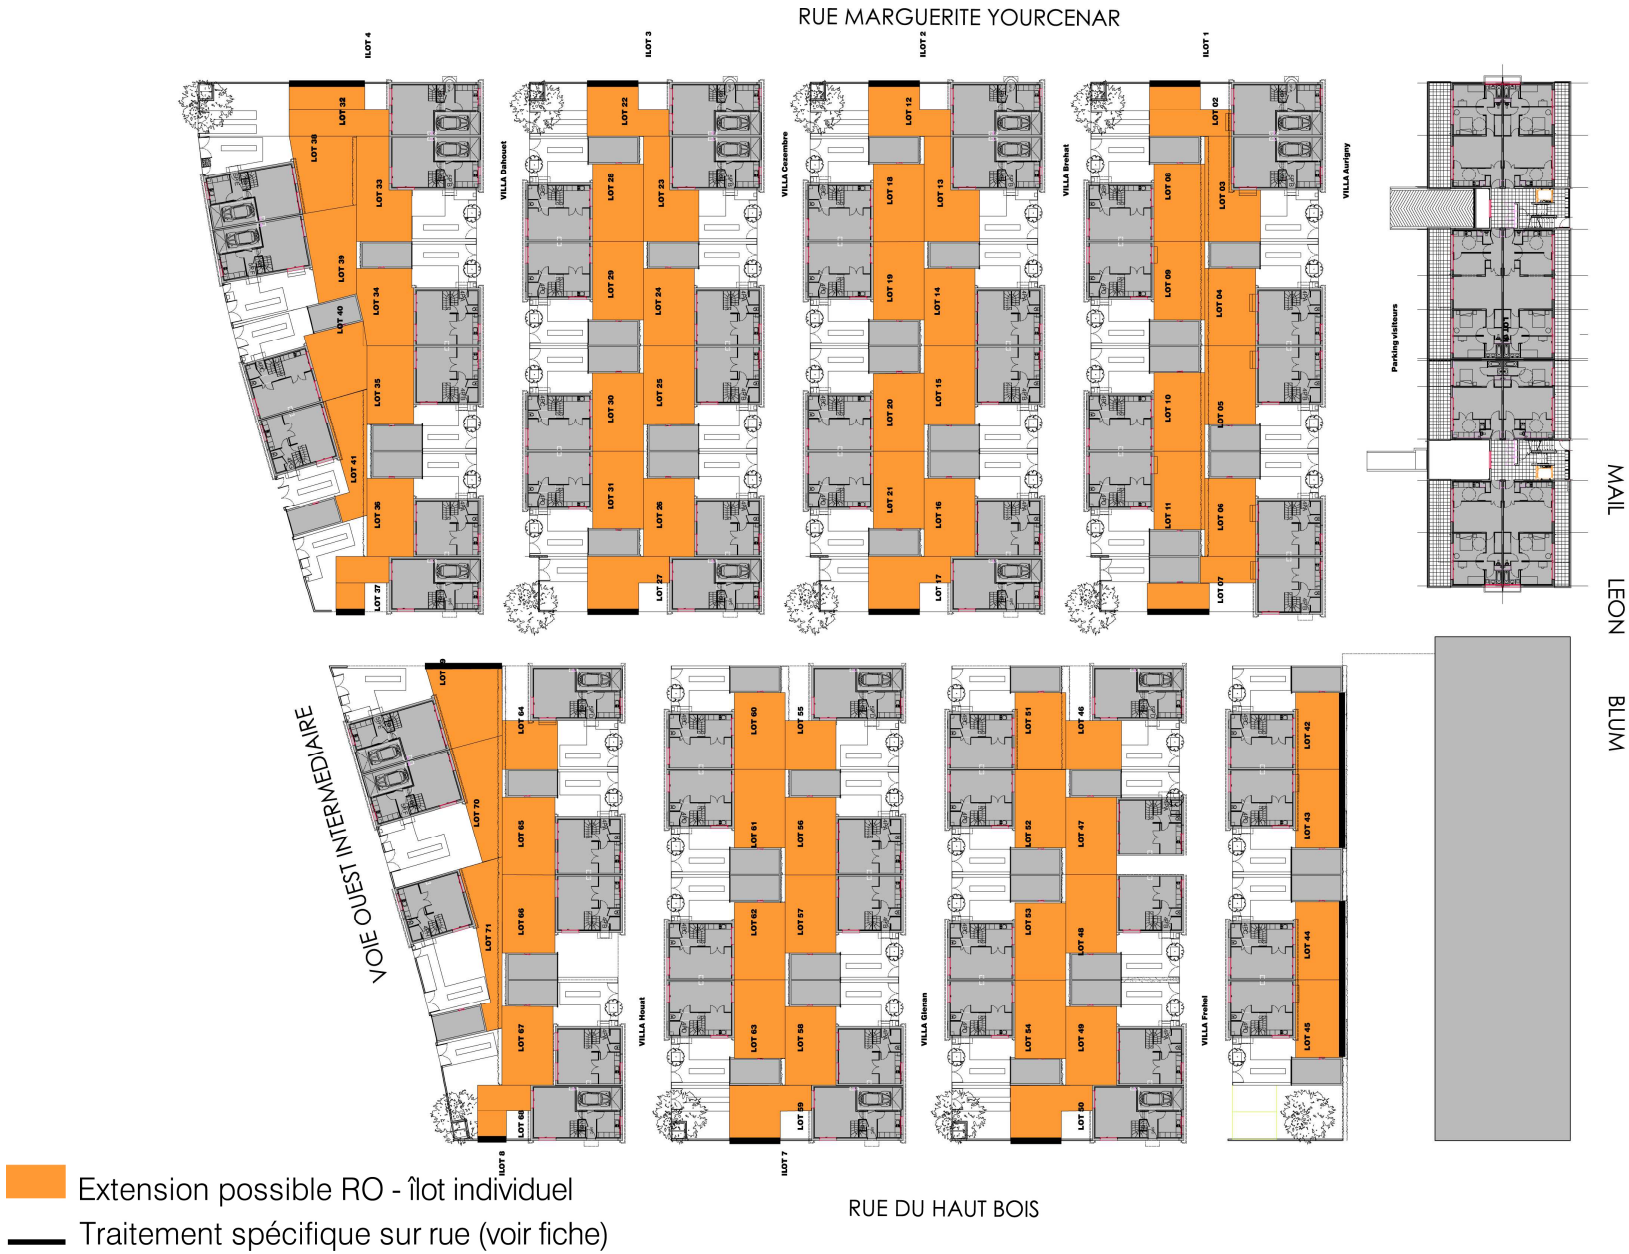 RUE MARGUERITE YOURCENAR
ILOT 4
ILOT 3
ILOT 2
ILOT 1
LOT 32
LOT 38
LOT 33
LOT 39
LOT 40
LOT 34
LOT 35
LOT 41
LOT 36
LOT 37
VILLA Dahouet
LOT 22
LOT 28
LOT 23
LOT 29
LOT 24
LOT 25
LOT 30
LOT 31
LOT 26
LOT 27
VILLA Cezembre
LOT 12
LOT 18
LOT 13
LOT 19
LOT 14
LOT 15
LOT 20
LOT 21
LOT 16
LOT 17
VILLA Brehat
LOT 02
LOT 08
LOT 03
LOT 09
LOT 04
LOT 10
LOT 05
LOT 11
LOT 06
LOT 07
VILLA Aurigny
Parking visiteurs
MAIL LEON BLUM
VOIE OUEST INTERMEDIAIRE
LOT 64
LOT 70
LOT 65
LOT 66
LOT 71
LOT 67
LOT 68
VILLA Houat
LOT 60
LOT 55
LOT 61
LOT 56
LOT 62
LOT 57
LOT 63
LOT 58
LOT 59
VILLA Glenan
LOT 51
LOT 46
LOT 52
LOT 47
LOT 53
LOT 48
LOT 54
LOT 49
LOT 50
VILLA Frehel
LOT 42
LOT 43
LOT 44
LOT 45
ILOT 8
ILOT 7
RUE DU HAUT BOIS
Extension possible RO - îlot individuel
Traitement spécifique sur rue (voir fiche)